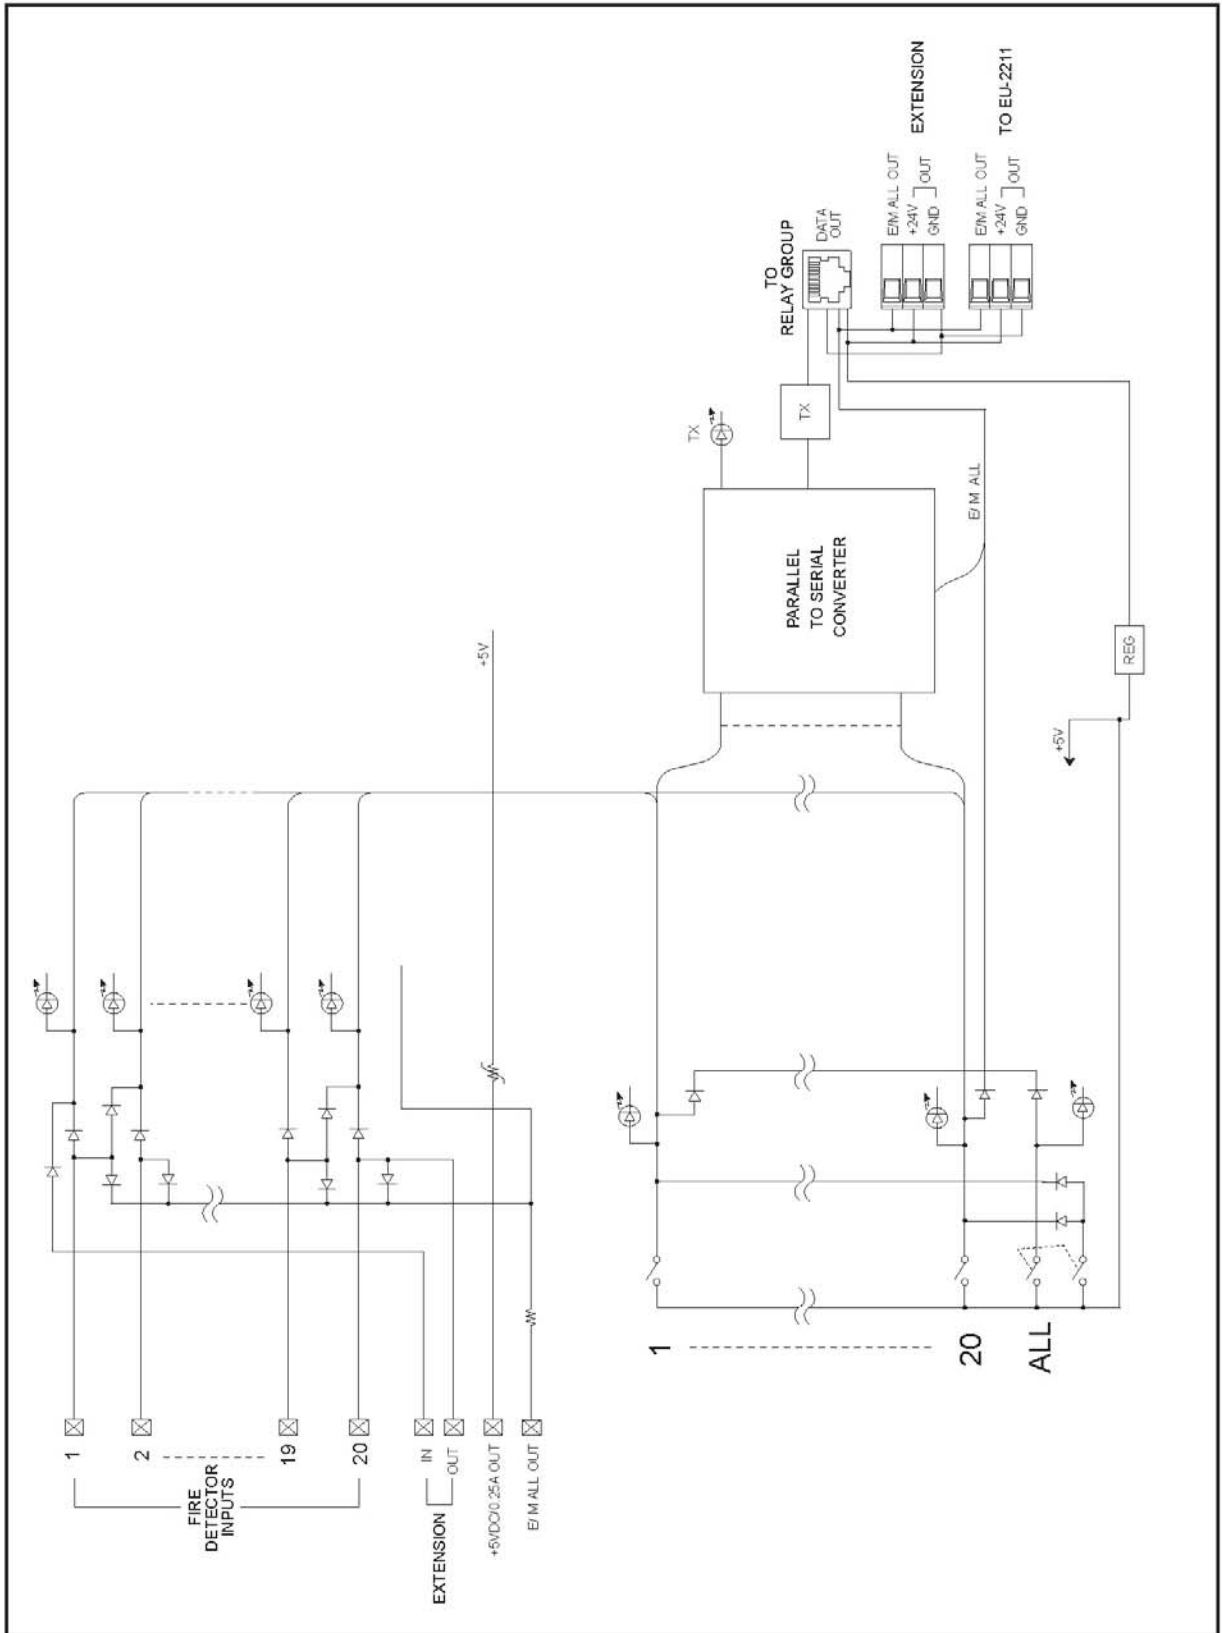 FIRE
DETECTOR
INPUTS
1
2
19
20
EXTENSION
IN
OUT
+5VDC/0.25A OUT
E/M ALL OUT
+5V
1
20
ALL
+5V
REG
PARALLEL
TO SERIAL
CONVERTER
TX
TX
E/M ALL
TO
RELAY GROUP
DATA
OUT
E/M ALL OUT
+24V
GND
OUT
EXTENSION
E/M ALL OUT
+24V
GND
OUT
TO EU-2211